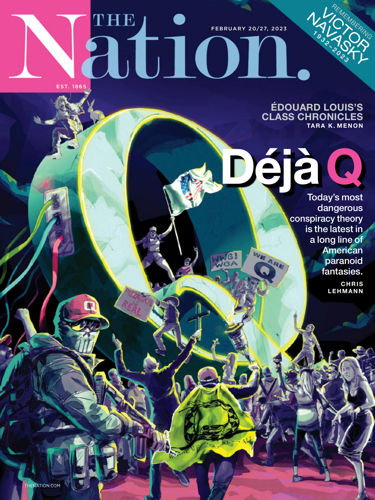 THE
Nation.
EST. 1865
FEBRUARY 20/27, 2023
REMEMBERING
VICTOR
NAVASKY
1932–2023
ÉDOUARD LOUIS'S
CLASS CHRONICLES
TARA K. MENON
Déjà Q
Today's most
dangerous
conspiracy theory
is the latest in
a long line of
American
paranoid
fantasies.
CHRIS
LEHMANN
WWG1
WGA
WE ARE
Q
Q
THENATION.COM